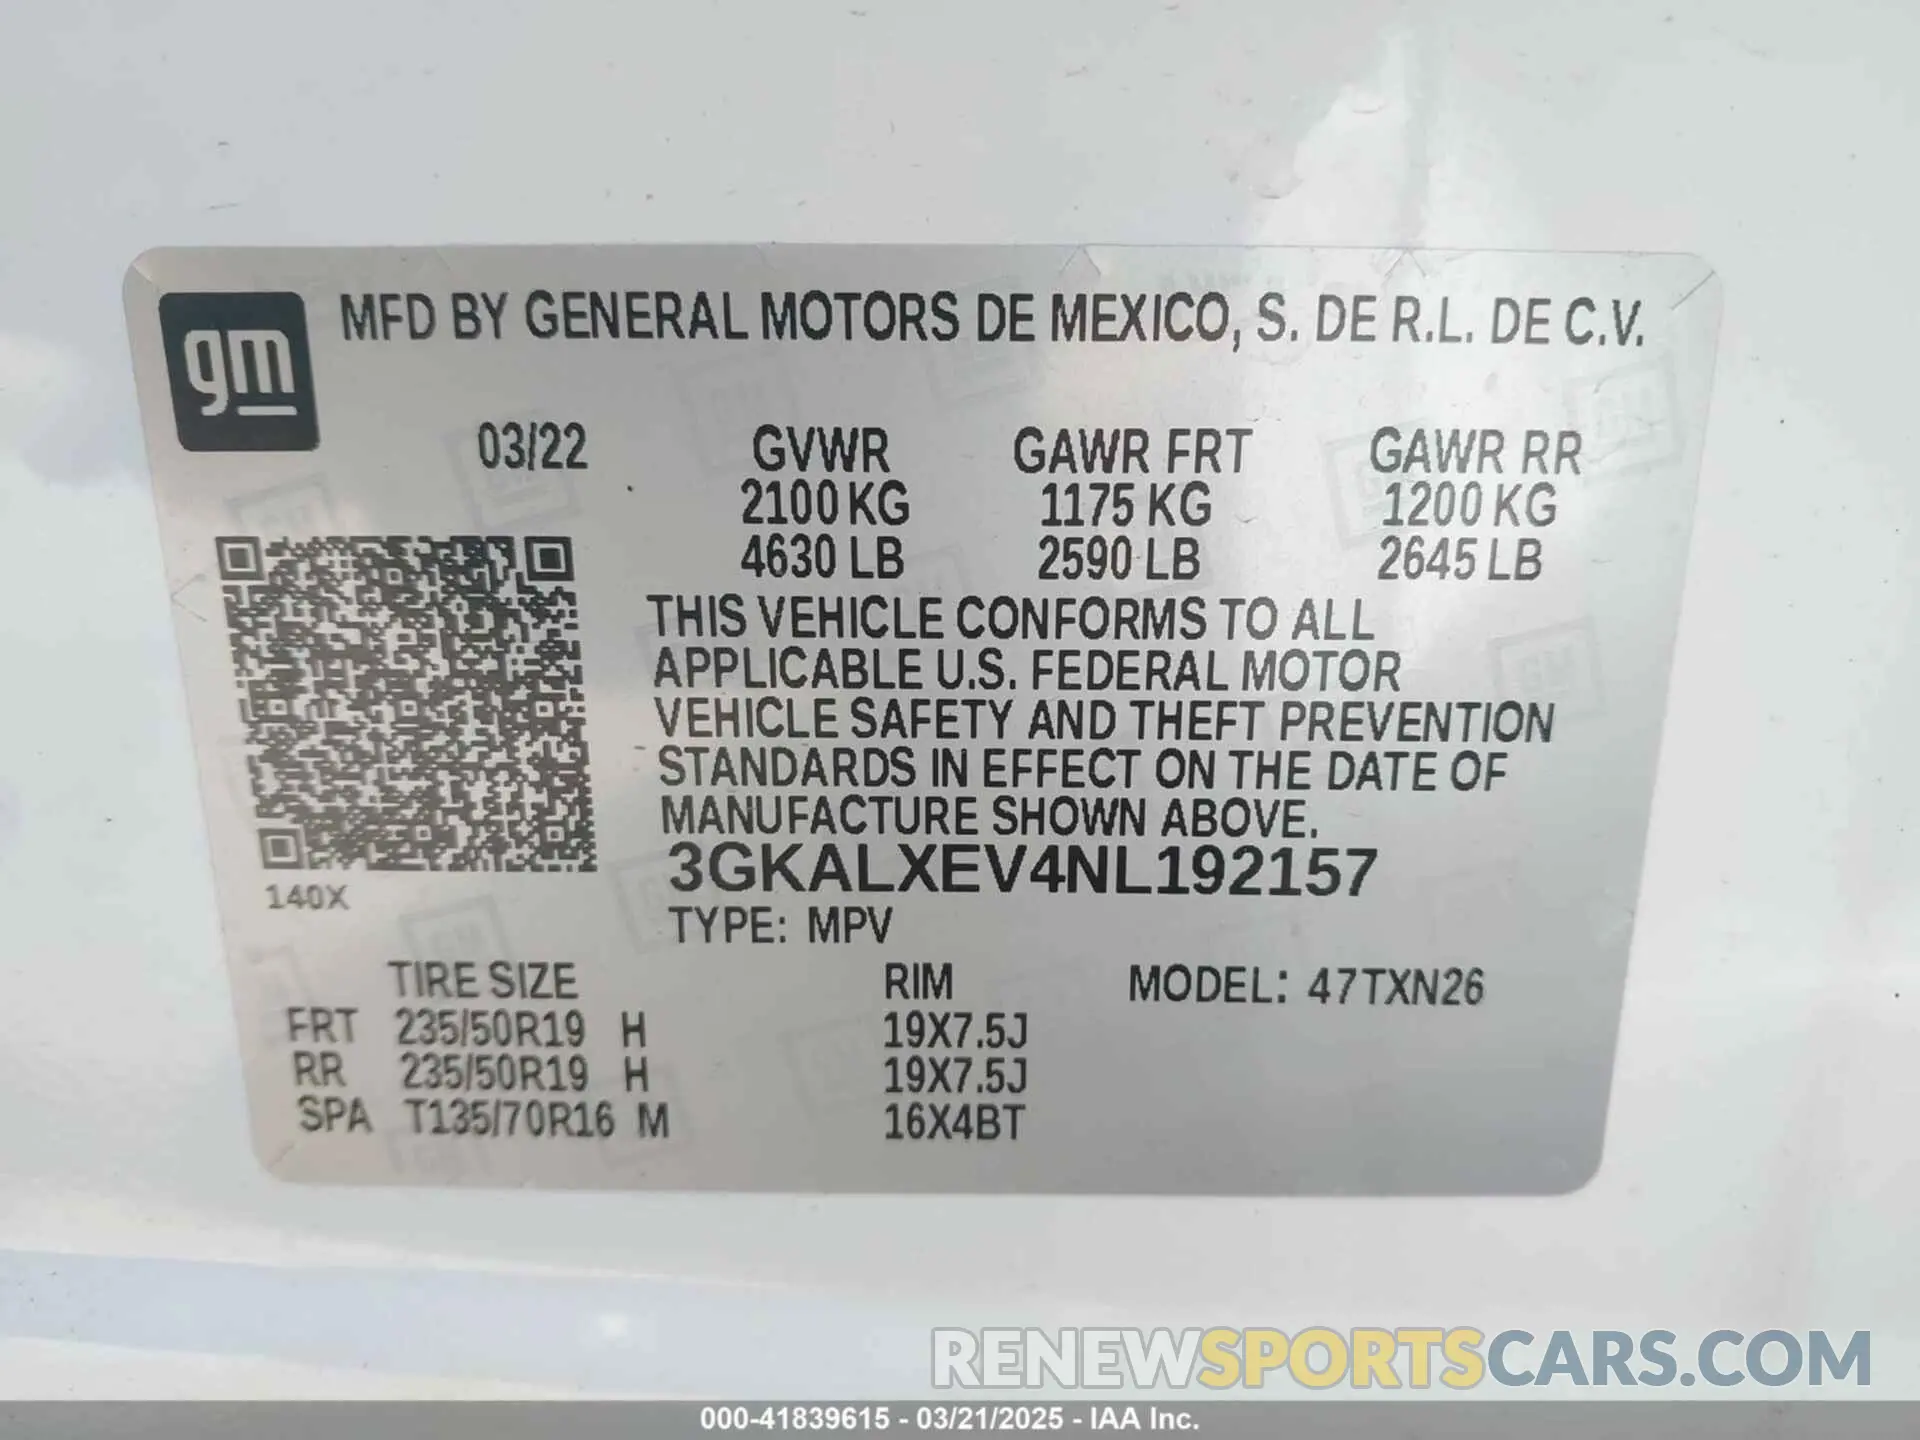 gm
MFD BY GENERAL MOTORS DE MEXICO, S. DE R.L. DE C.V.
03/22 GVWR GAWR FRT GAWR RR
2100 KG 1175 KG 1200 KG
4630 LB 2590 LB 2645 LB
THIS VEHICLE CONFORMS TO ALL
APPLICABLE U.S. FEDERAL MOTOR
VEHICLE SAFETY AND THEFT PREVENTION
STANDARDS IN EFFECT ON THE DATE OF
MANUFACTURE SHOWN ABOVE.
3GKALXEV4NL192157
140X
TYPE: MPV
TIRE SIZE RIM MODEL: 47TXN26
FRT 235/50R19 H 19X7.5J
RR 235/50R19 H 19X7.5J
SPA T135/70R16 M 16X4BT
RENEWSPORTSCARS.COM
000-41839615 - 03/21/2025 - IAA Inc.